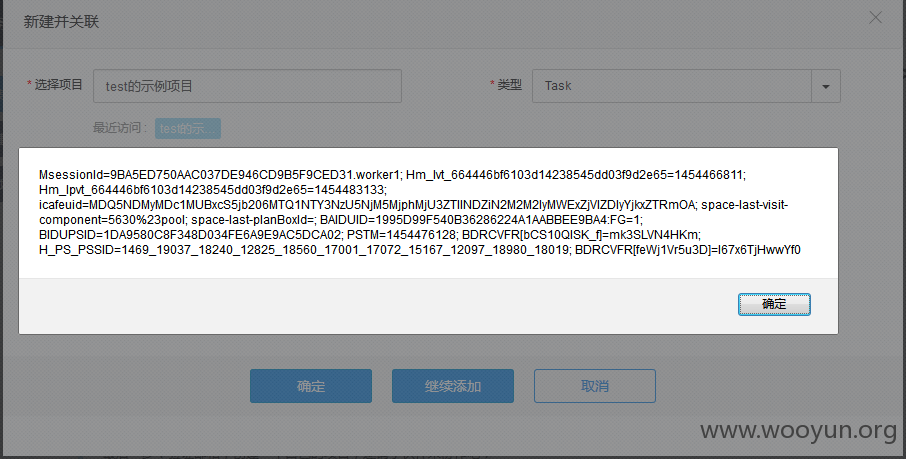 新建并关联
* 选择项目
test的示例项目
* 类型
Task
最近访问：
test的示...
MsessionId=9BA5ED750AAC037DE946CD9B5F9CED31.worker1; Hm_lvt_664446bf6103d14238545dd03f9d2e65=1454466811;
Hm_lpvt_664446bf6103d14238545dd03f9d2e65=1454483133;
icafeuid=MDQ5NDMyMDc1MUBxcS5jb206MTQ1NTY3NzU5NjM5MjphMjU3ZTllNDZiN2M2M2IyMWExZjVlZDIyYjkxZTRmOA; space-last-visit-
component=5630%23pool; space-last-planBoxId=; BAIDUID=1995D99F540B36286224A1AABBEE9BA4:FG=1;
BIDUPSID=1DA9580C8F348D034FE6A9E9AC5DCA02; PSTM=1454476128; BDRCVFR[bCS10QlSK_f]=mk3SLVN4HKm;
H_PS_PSSID=1469_19037_18240_12825_18560_17001_17072_15167_12097_18980_18019; BDRCVFR[feWj1Vr5u3D]=I67x6TjHwwYf0
确定
确定
继续添加
取消
www.wooyun.org